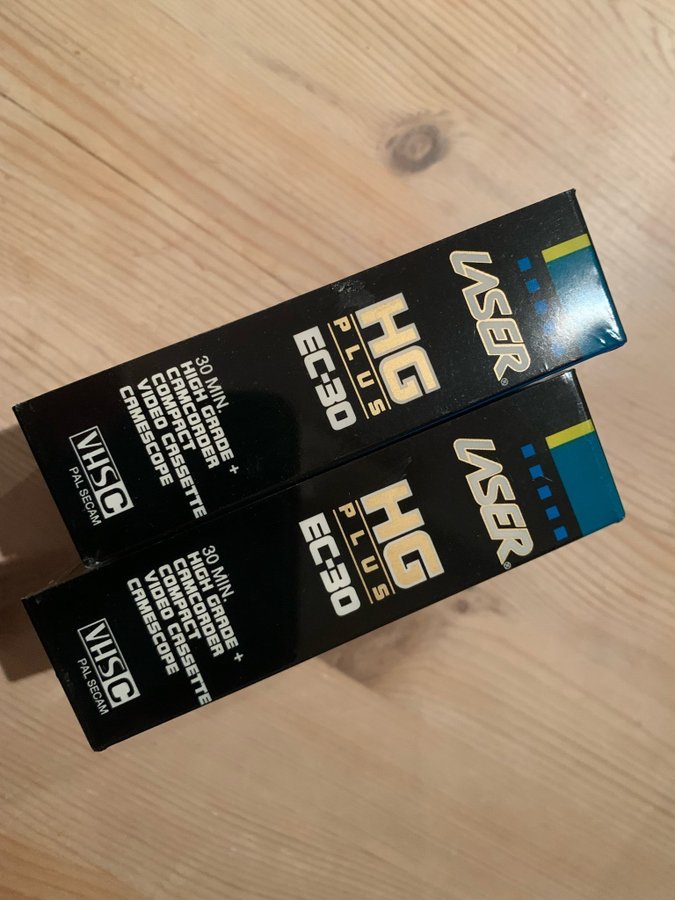 LASER®
HG
PLUS
EC-30
30 MIN.
HIGH GRADE +
CAMCORDER
COMPACT
VIDEO CASSETTE
CAMESCOPE
VHSC
PAL SECAM
LASER®
HG
PLUS
EC-30
30 MIN.
HIGH GRADE +
CAMCORDER
COMPACT
VIDEO CASSETTE
CAMESCOPE
VHSC
PAL SECAM